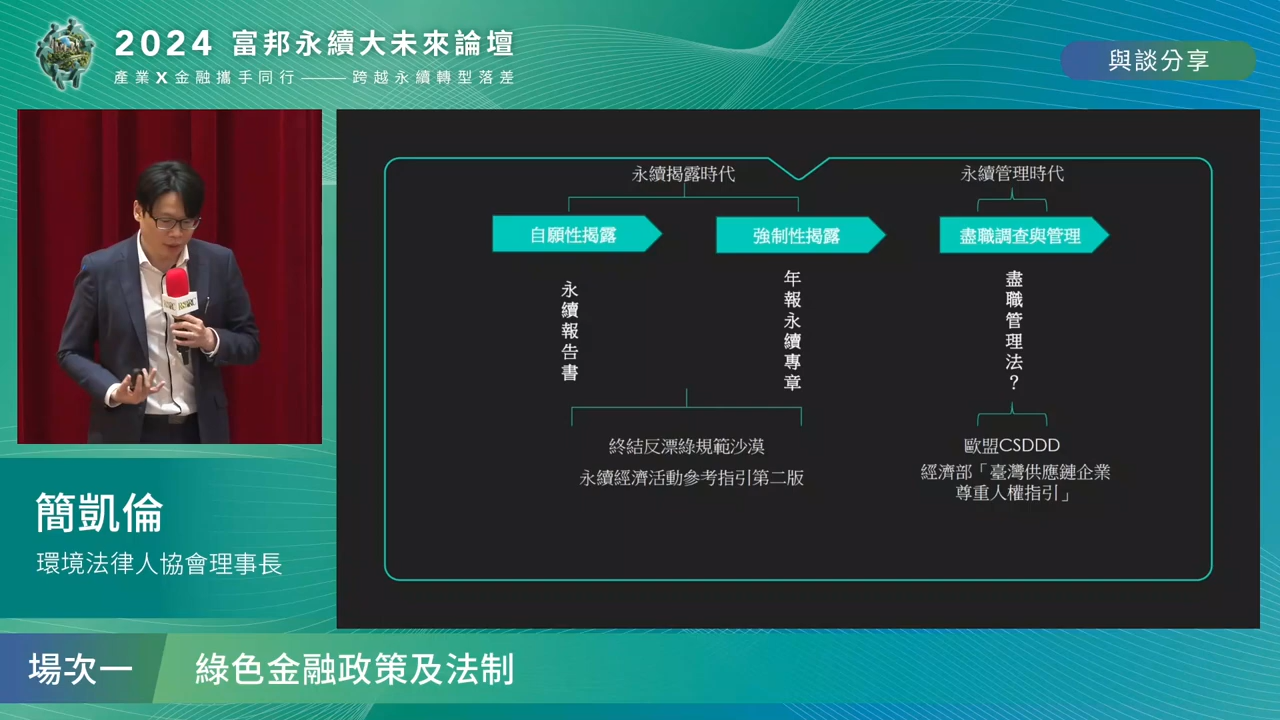 2024 富邦永續大未來論壇
產業X金融攜手同行——跨越永續轉型落差
與談分享
永續揭露時代
永續管理時代
自願性揭露
強制性揭露
盡職調查與管理
永續報告書
年報永續專章
盡職管理法？
終結反漂綠規範沙漠
永續經濟活動參考指引第二版
歐盟CSDDD
經濟部「臺灣供應鏈企業
尊重人權指引」
簡凱倫
環境法律人協會理事長
場次一
綠色金融政策及法制